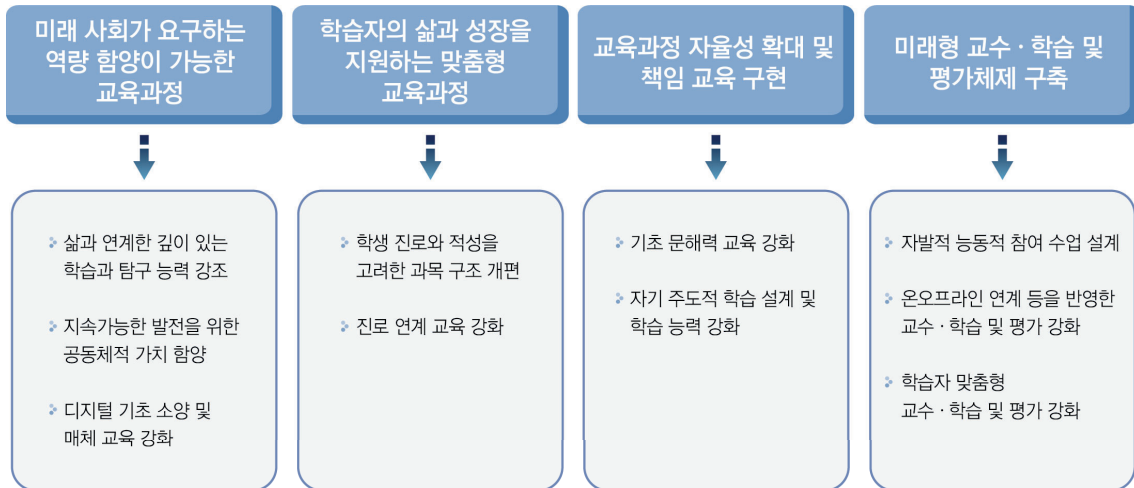 미래 사회가 요구하는
역량 함양이 가능한
교육과정
학습자의 삶과 성장을
지원하는 맞춤형
교육과정
교육과정 자율성 확대 및
책임 교육 구현
미래형 교수·학습 및
평가체제 구축
삶과 연계한 깊이 있는
학습과 탐구 능력 강조
지속가능한 발전을 위한
공동체적 가치 함양
디지털 기초 소양 및
매체 교육 강화
학생 진로와 적성을
고려한 과목 구조 개편
진로 연계 교육 강화
기초 문해력 교육 강화
자기 주도적 학습 설계 및
학습 능력 강화
자발적 능동적 참여 수업 설계
온오프라인 연계 등을 반영한
교수·학습 및 평가 강화
학습자 맞춤형
교수·학습 및 평가 강화